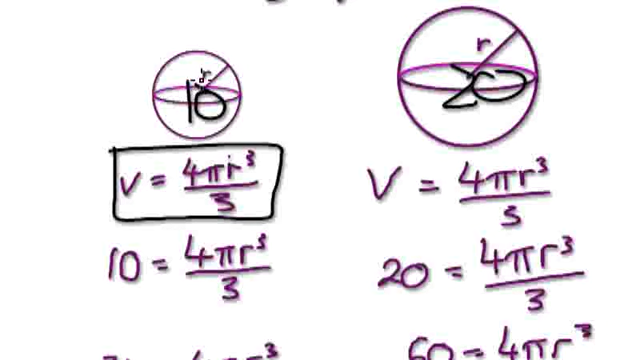 r r
10 20
V = 4πr³/3 V = 4πr³/3
10 = 4πr³/3 20 = 4πr³/3
60 = 4πr³